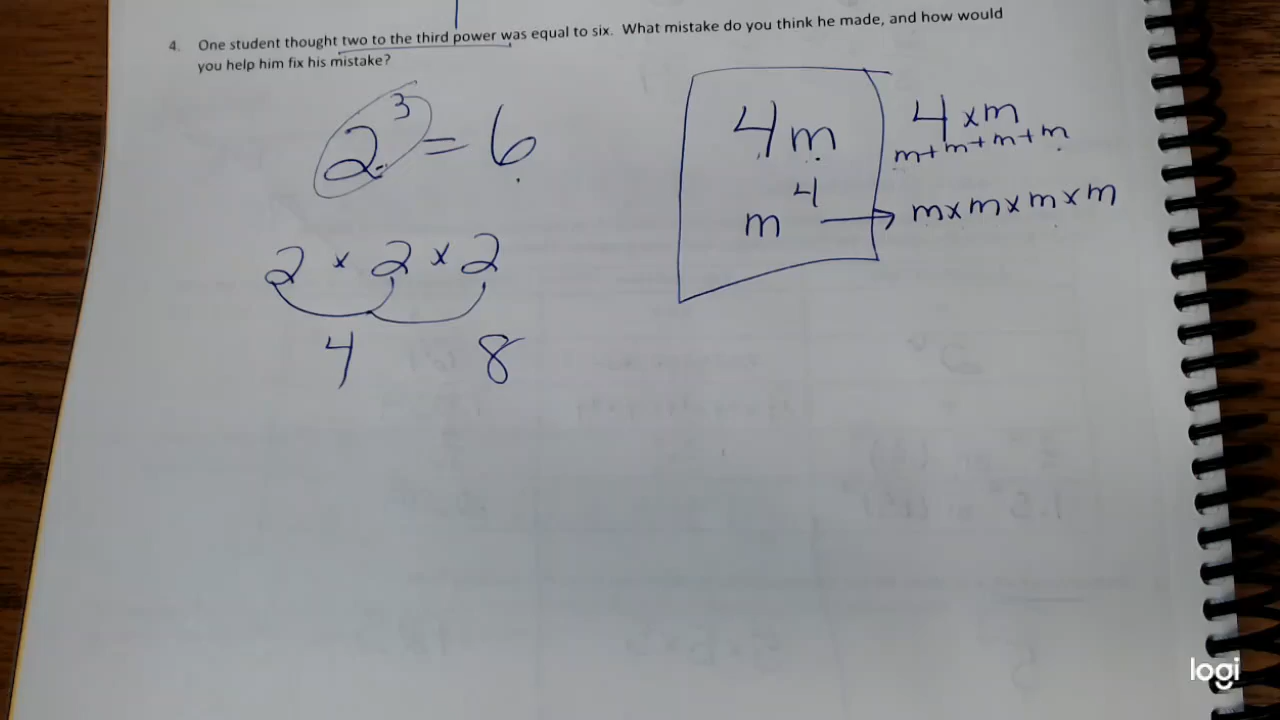 4. One student thought two to the third power was equal to six. What mistake do you think he made, and how would
you help him fix his mistake?
2³ = 6
2 × 2 × 2
4 8
4m
m⁴
4 × m
m + m + m + m
m × m × m × m
logi